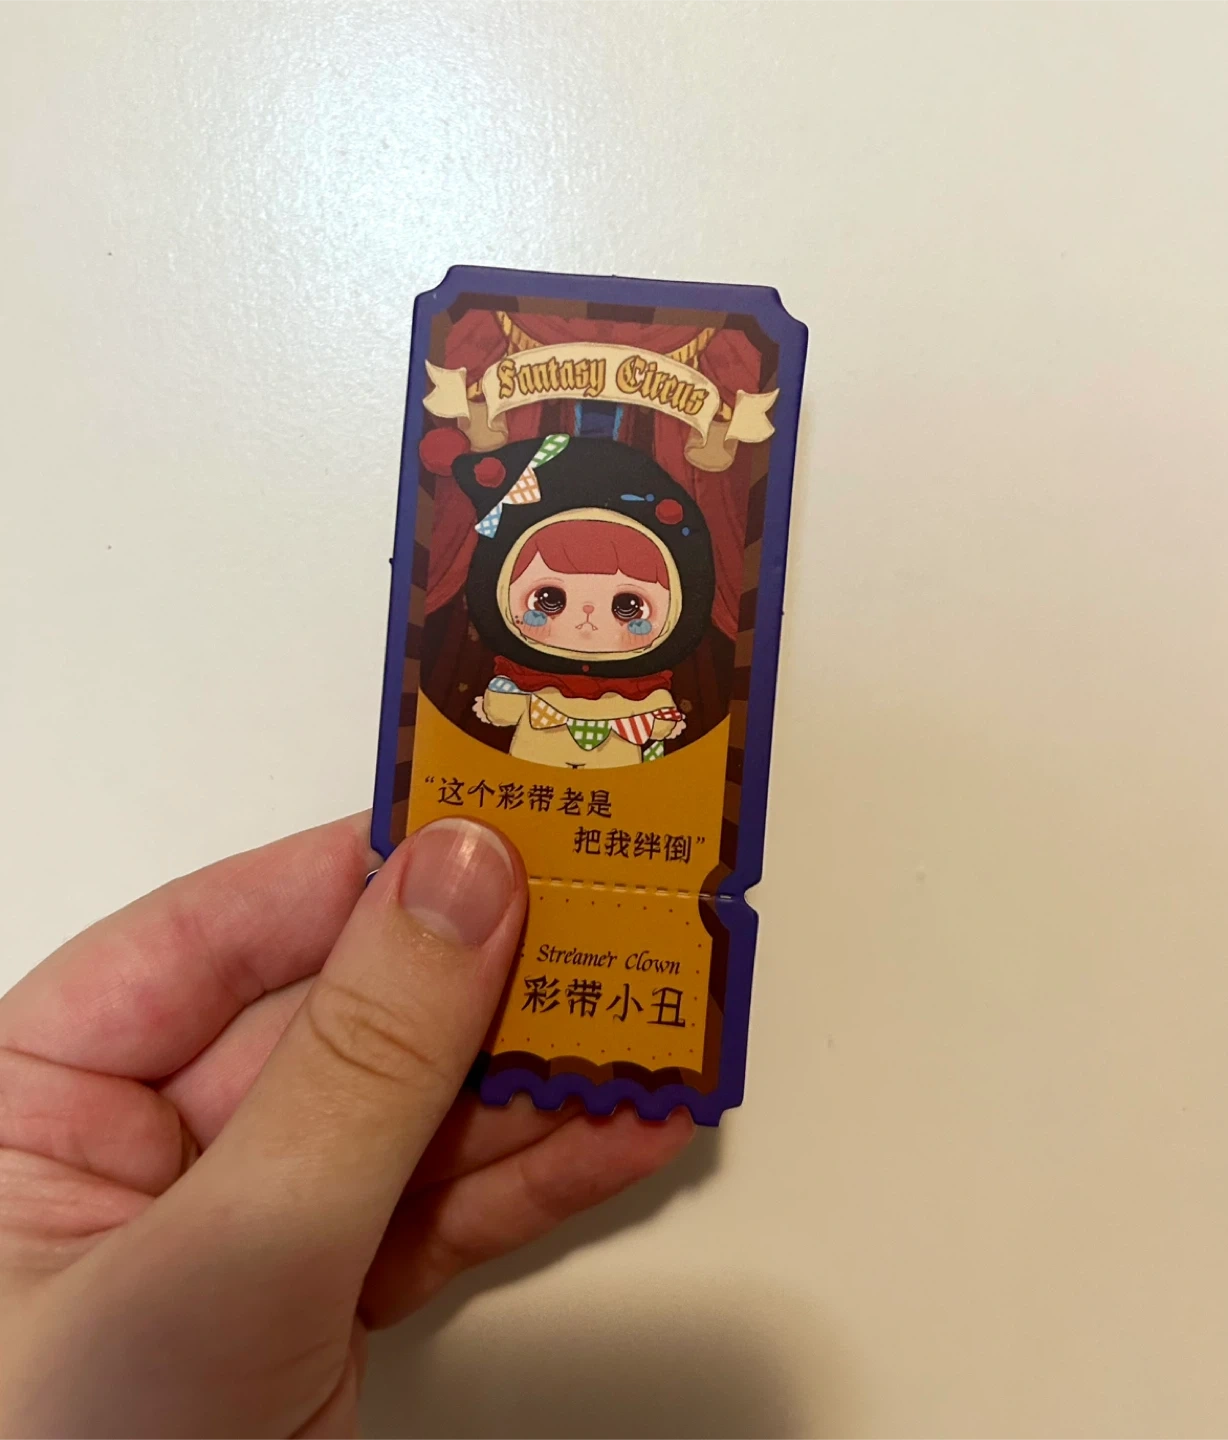 Fantasy Circus
“这个彩带老是
把我绊倒”
Streamer Clown
彩带小丑